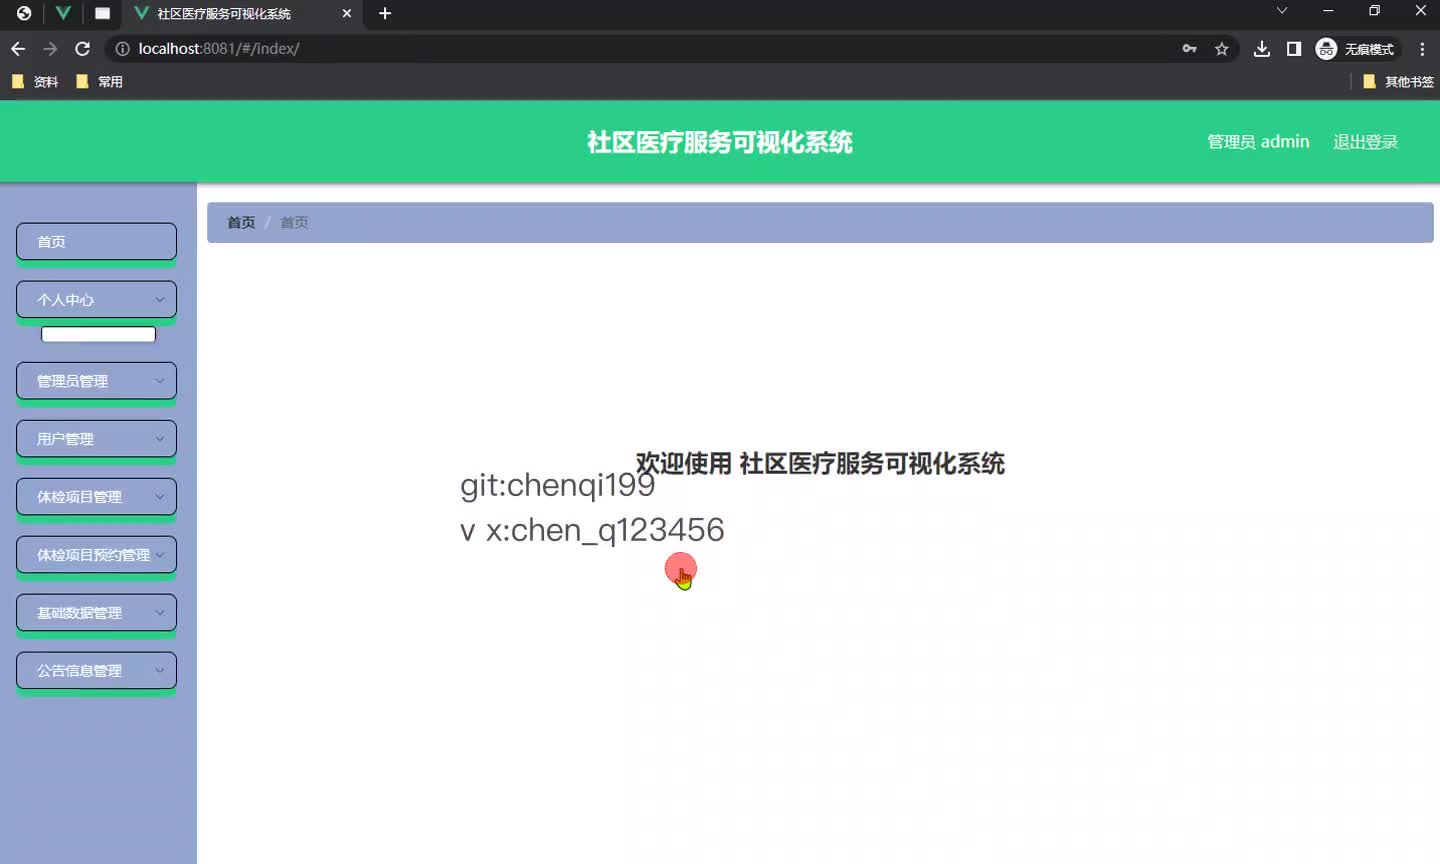 社区医疗服务可视化系统
localhost:8081/#/index/
无痕模式
资料
常用
其他书签
社区医疗服务可视化系统
管理员 admin
退出登录
首页
个人中心
管理员管理
用户管理
体检项目管理
体检项目预约管理
基础数据管理
公告信息管理
首页 / 首页
欢迎使用 社区医疗服务可视化系统
git:chenqi199
v x:chen_q123456